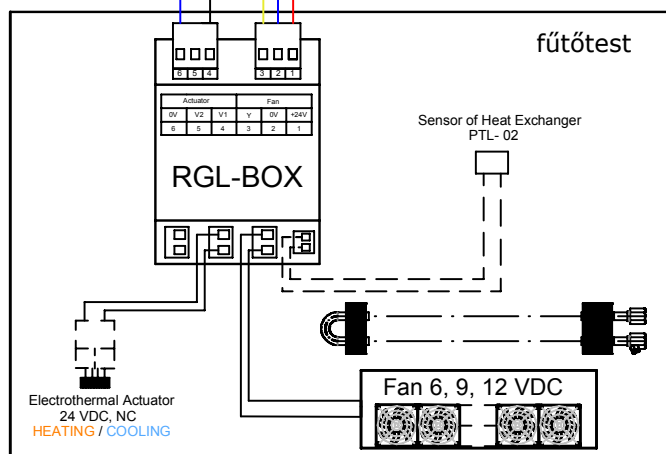 fűtőtest
6 5 4 3 2 1
Actuator Fan
0V V2 V1 Y 0V +24V
6 5 4 3 2 1
RGL-BOX
Sensor of Heat Exchanger
PTL- 02
Electrothermal Actuator
24 VDC, NC
HEATING / COOLING
Fan 6, 9, 12 VDC